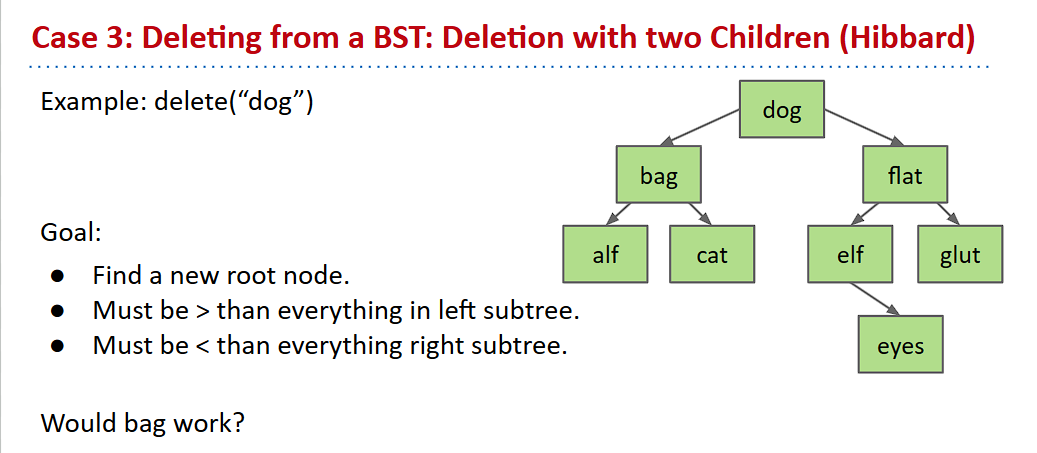 Case 3: Deleting from a BST: Deletion with two Children (Hibbard)
Example: delete(“dog”)
dog
bag
flat
alf
cat
elf
glut
eyes
Goal:
● Find a new root node.
● Must be > than everything in left subtree.
● Must be < than everything right subtree.
Would bag work?